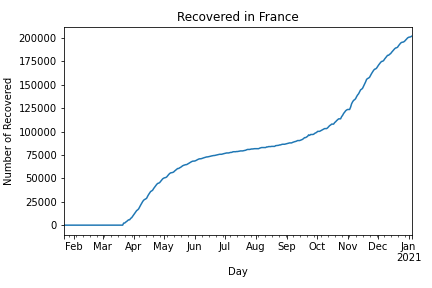 Recovered in France
Number of Recovered
200000
175000
150000
125000
100000
75000
50000
25000
0
Feb Mar Apr May Jun Jul Aug Sep Oct Nov Dec Jan
2021
Day